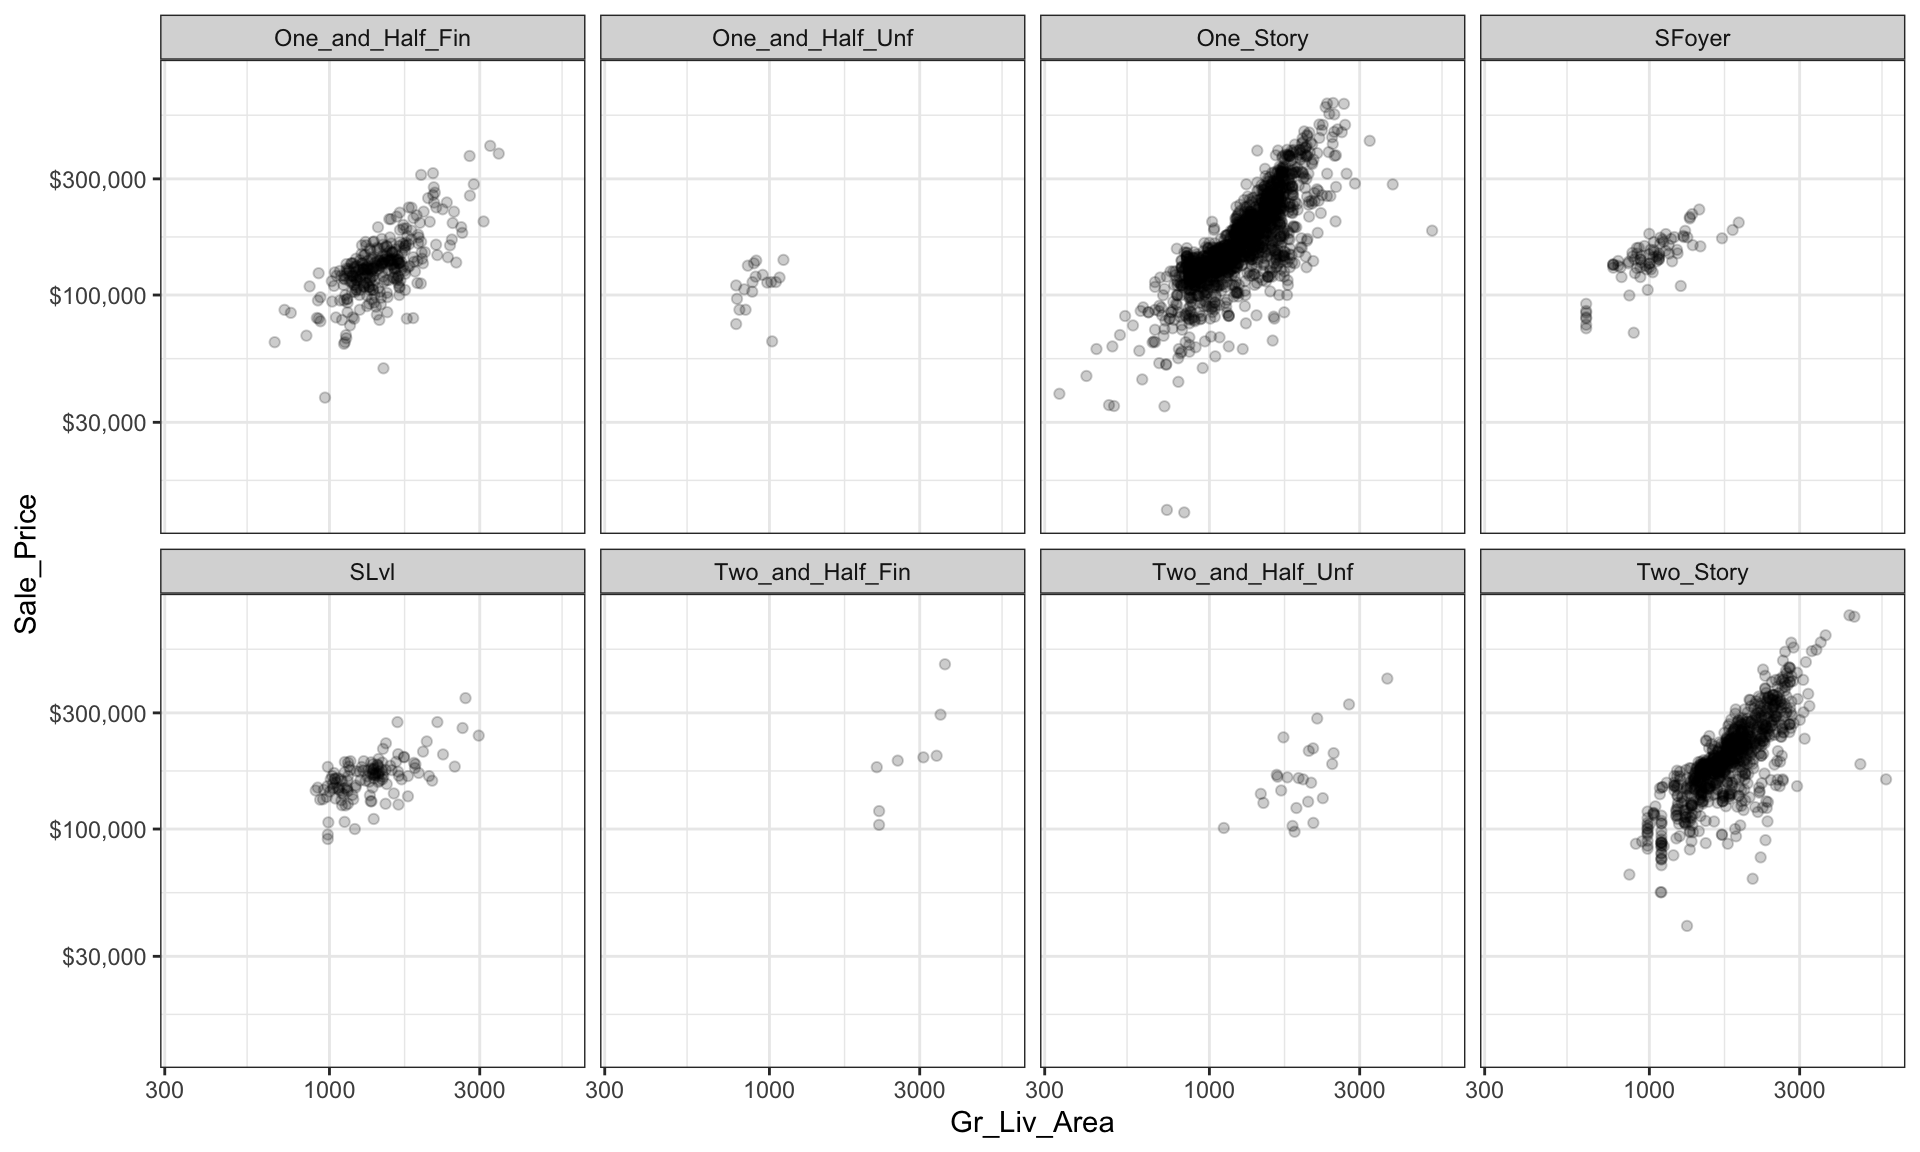 One_and_Half_Fin
One_and_Half_Unf
One_Story
SFoyer
$300,000
$100,000
$30,000
SLvl
Two_and_Half_Fin
Two_and_Half_Unf
Two_Story
$300,000
$100,000
$30,000
300 1000 3000
300 1000 3000
300 1000 3000
300 1000 3000
Gr_Liv_Area
Sale_Price